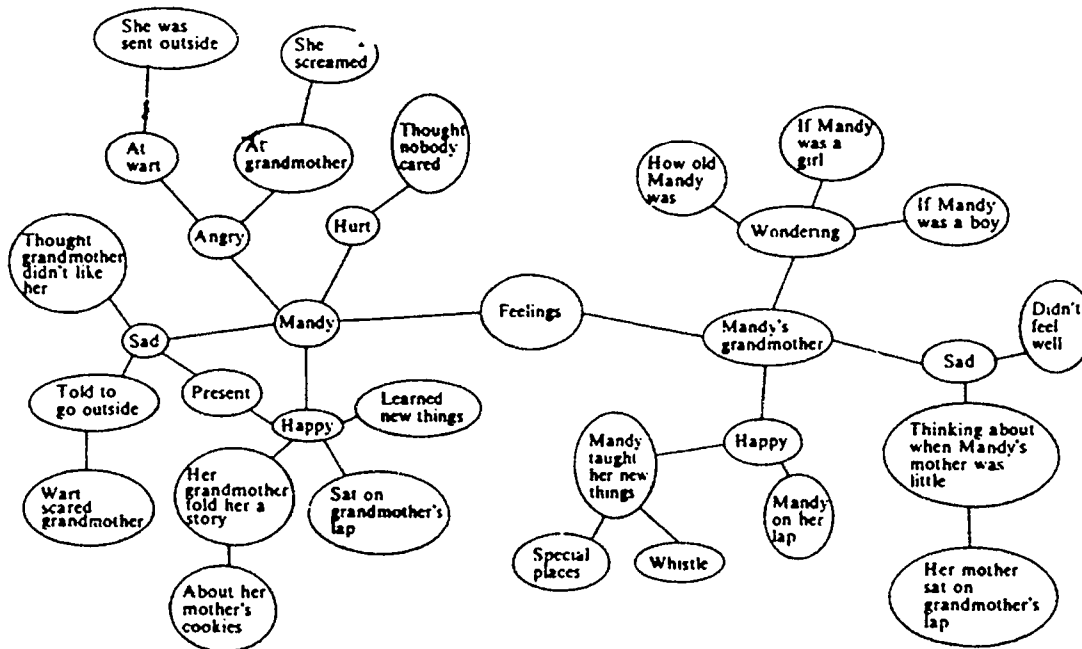 She was
sent outside
She
screamed
At
wart
At
grandmother
Thought
nobody
cared
Angry
Hurt
Thought
grandmother
didn't like
her
Sad
Mandy
Told to
go outside
Present
Happy
Learned
new things
Wart
scared
grandmother
Her
grandmother
fold her a
story
Sat on
grandmother's
lap
About her
mother's
cookies
Feelings
How old
Mandy
was
If Mandy
was a
girl
If Mandy
was a boy
Wondering
Mandy's
grandmother
Sad
Didn't
feel
well
Mandy
taught
her new
things
Happy
Special
places
Whistle
Mandy
on her
lap
Thinking about
when Mandy's
mother was
little
Her mother
sat on
grandmother's
lap